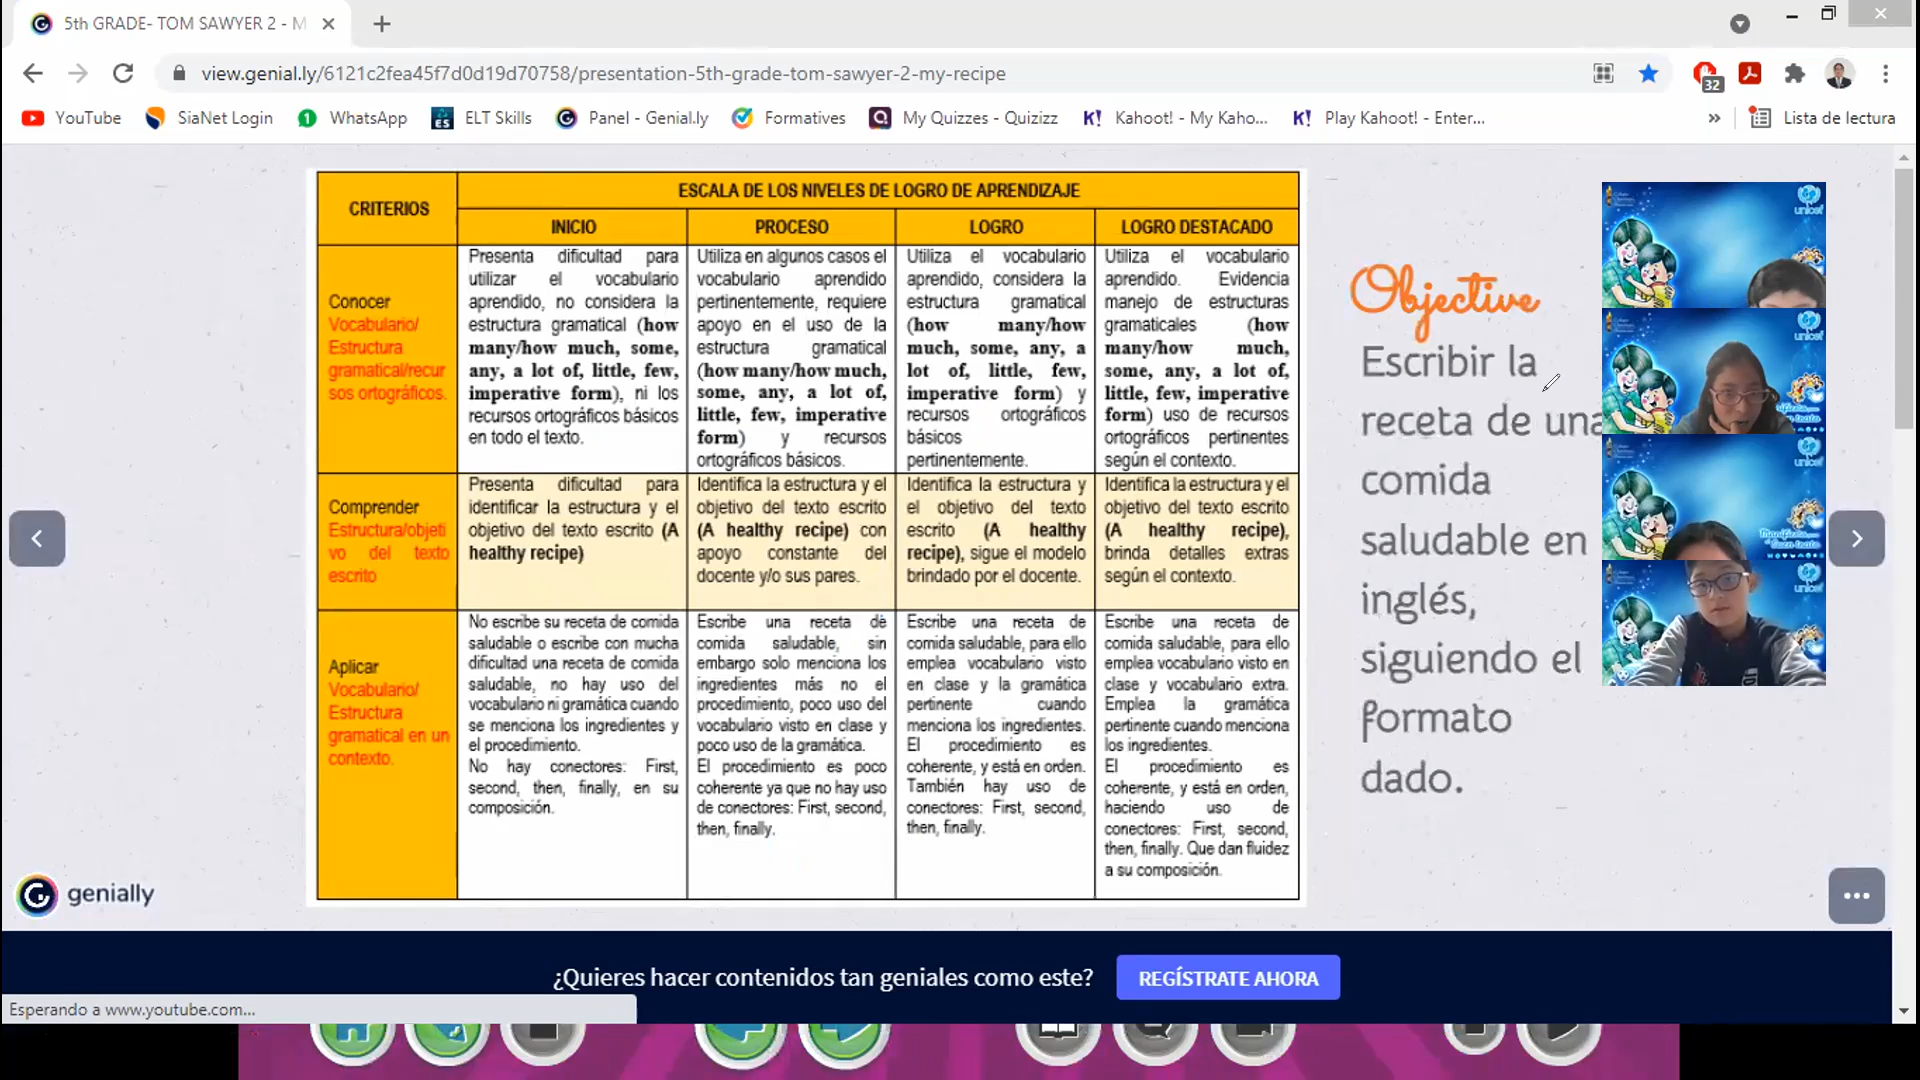 5th GRADE- TOM SAWYER 2 - M
view.genial.ly/6121c2fea45f7d0d19d70758/presentation-5th-grade-tom-sawyer-2-my-recipe
32
YouTube SiaNet Login WhatsApp ELT Skills Panel - Genial.ly Formatives My Quizzes - Quizizz Kahoot! - My Kaho... Play Kahoot! - Enter... » Lista de lectura
CRITERIOS
ESCALA DE LOS NIVELES DE LOGRO DE APRENDIZAJE
INICIO PROCESO LOGRO LOGRO DESTACADO
Conocer
Vocabulario/
Estructura
gramatical/recur
sos ortográficos.
Presenta dificultad para
utilizar el vocabulario
aprendido, no considera la
estructura gramatical (how
many/how much, some,
any, a lot of, little, few,
imperative form), ni los
recursos ortográficos básicos
en todo el texto.
Utiliza en algunos casos el
vocabulario aprendido
pertinentemente, requiere
apoyo en el uso de la
estructura gramatical
(how many/how much,
some, any, a lot of,
little, few, imperative
form) y recursos
ortográficos básicos.
Utiliza el vocabulario
aprendido, considera la
estructura gramatical
(how many/how
much, some, any, a
lot of, little, few,
imperative form) y
recursos ortográficos
básicos
pertinentemente.
Utiliza el vocabulario
aprendido. Evidencia
manejo de estructuras
gramaticales (how
many/how much,
some, any, a lot of,
little, few, imperative
form) uso de recursos
ortográficos pertinentes
según el contexto.
Comprender
Estructura/objeti
vo del texto
escrito
Presenta dificultad para
identificar la estructura y el
objetivo del texto escrito (A
healthy recipe)
Identifica la estructura y el
objetivo del texto escrito
(A healthy recipe) con
apoyo constante del
docente y/o sus pares.
Identifica la estructura y
el objetivo del texto
escrito (A healthy
recipe), sigue el modelo
brindado por el docente.
Identifica la estructura y el
objetivo del texto escrito
(A healthy recipe),
brinda detalles extras
según el contexto.
Aplicar
Vocabulario/
Estructura
gramatical en un
contexto.
No escribe su receta de comida
saludable o escribe con mucha
dificultad una receta de comida
saludable, no hay uso del
vocabulario ni gramática cuando
se menciona los ingredientes y
el procedimiento.
No hay conectores: First,
second, then, finally, en su
composición.
Escribe una receta de
comida saludable, sin
embargo solo menciona los
ingredientes más no el
procedimiento, poco uso del
vocabulario visto en clase y
poco uso de la gramática.
El procedimiento es poco
coherente ya que no hay uso
de conectores: First, second,
then, finally.
Escribe una receta de
comida saludable, para ello
emplea vocabulario visto
en clase y la gramática
pertinente cuando
menciona los ingredientes.
El procedimiento es
coherente, y está en orden.
También hay uso de
conectores: First, second,
then, finally.
Escribe una receta de
comida saludable, para ello
emplea vocabulario visto en
clase y vocabulario extra.
Emplea la gramática
pertinente cuando menciona
los ingredientes.
El procedimiento es
coherente, y está en orden,
haciendo uso de
conectores: First, second,
then, finally. Que dan fluidez
a su composición.
Objective
Escribir la
receta de una
comida
saludable en
inglés,
siguiendo el
formato
dado.
unicef
unicef
unicef
unicef
genially
¿Quieres hacer contenidos tan geniales como este? REGÍSTRATE AHORA
Esperando a www.youtube.com...